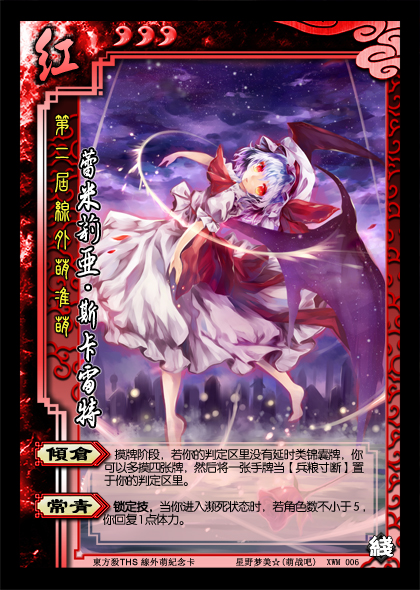 红
第二届線外萌准萌
蕾米莉亞·斯卡雷特
傾倉
摸牌阶段，若你的判定区里没有延时类锦囊牌，你
可以多摸四张牌，然后将一张手牌当【兵粮寸断】置
于你的判定区里。
常青
锁定技，当你进入濒死状态时，若角色数不小于5，
你回复1点体力。
綫
東方殺THS 線外萌紀念卡
星野梦美☆(萌战吧)
XWM 006